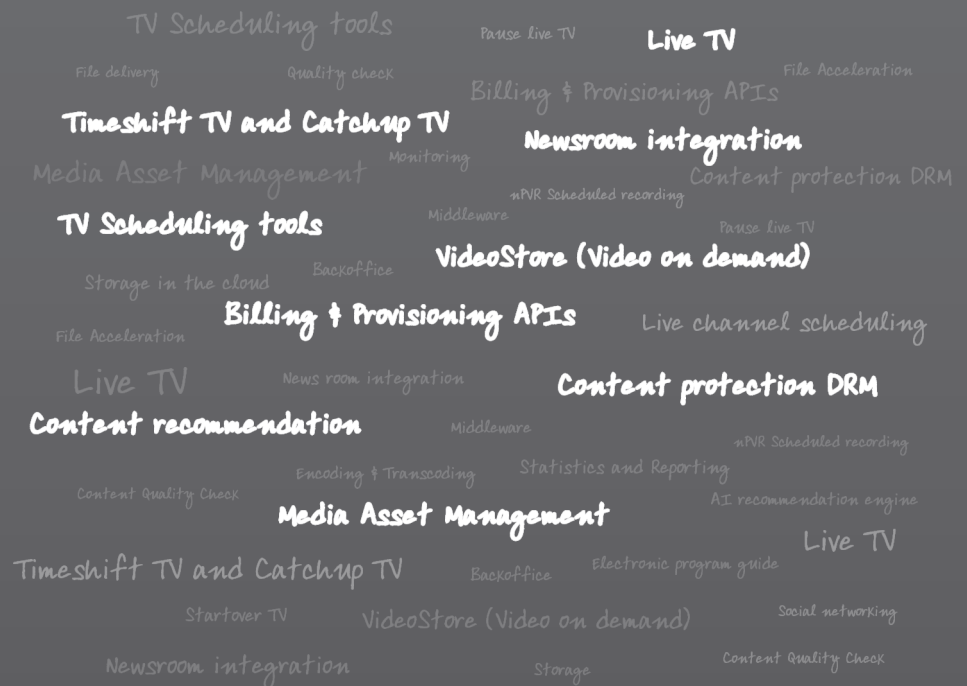 TV Scheduling tools
Pause live TV
Live TV
File delivery
Quality check
File Acceleration
Billing & Provisioning APIs
Timeshift TV and Catchup TV
Newsroom integration
Monitoring
Media Asset Management
Content protection DRM
nPVR Scheduled recording
Middleware
TV Scheduling tools
Pause live TV
VideoStore (Video on demand)
Backoffice
Storage in the cloud
Billing & Provisioning APIs
Live channel scheduling
File Acceleration
Live TV
News room integration
Content protection DRM
Content recommendation
Middleware
nPVR Scheduled recording
Encoding & Transcoding
Statistics and Reporting
Content Quality Check
AI recommendation engine
Media Asset Management
Live TV
Timeshift TV and Catchup TV
Backoffice
Electronic program guide
Startover TV
VideoStore (Video on demand)
Social networking
Newsroom integration
Storage
Content Quality Check